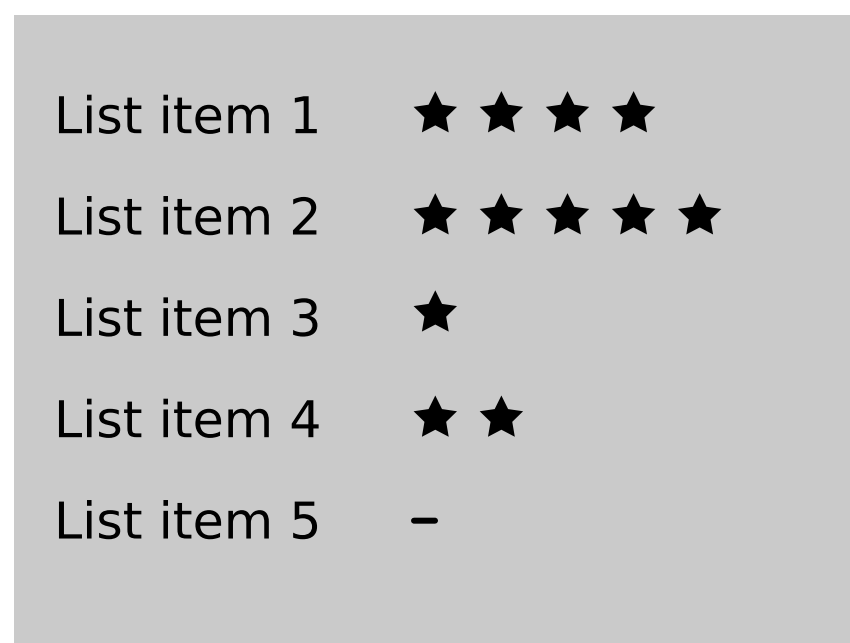 List item 1 ★ ★ ★ ★
List item 2 ★ ★ ★ ★ ★
List item 3 ★
List item 4 ★ ★
List item 5 –